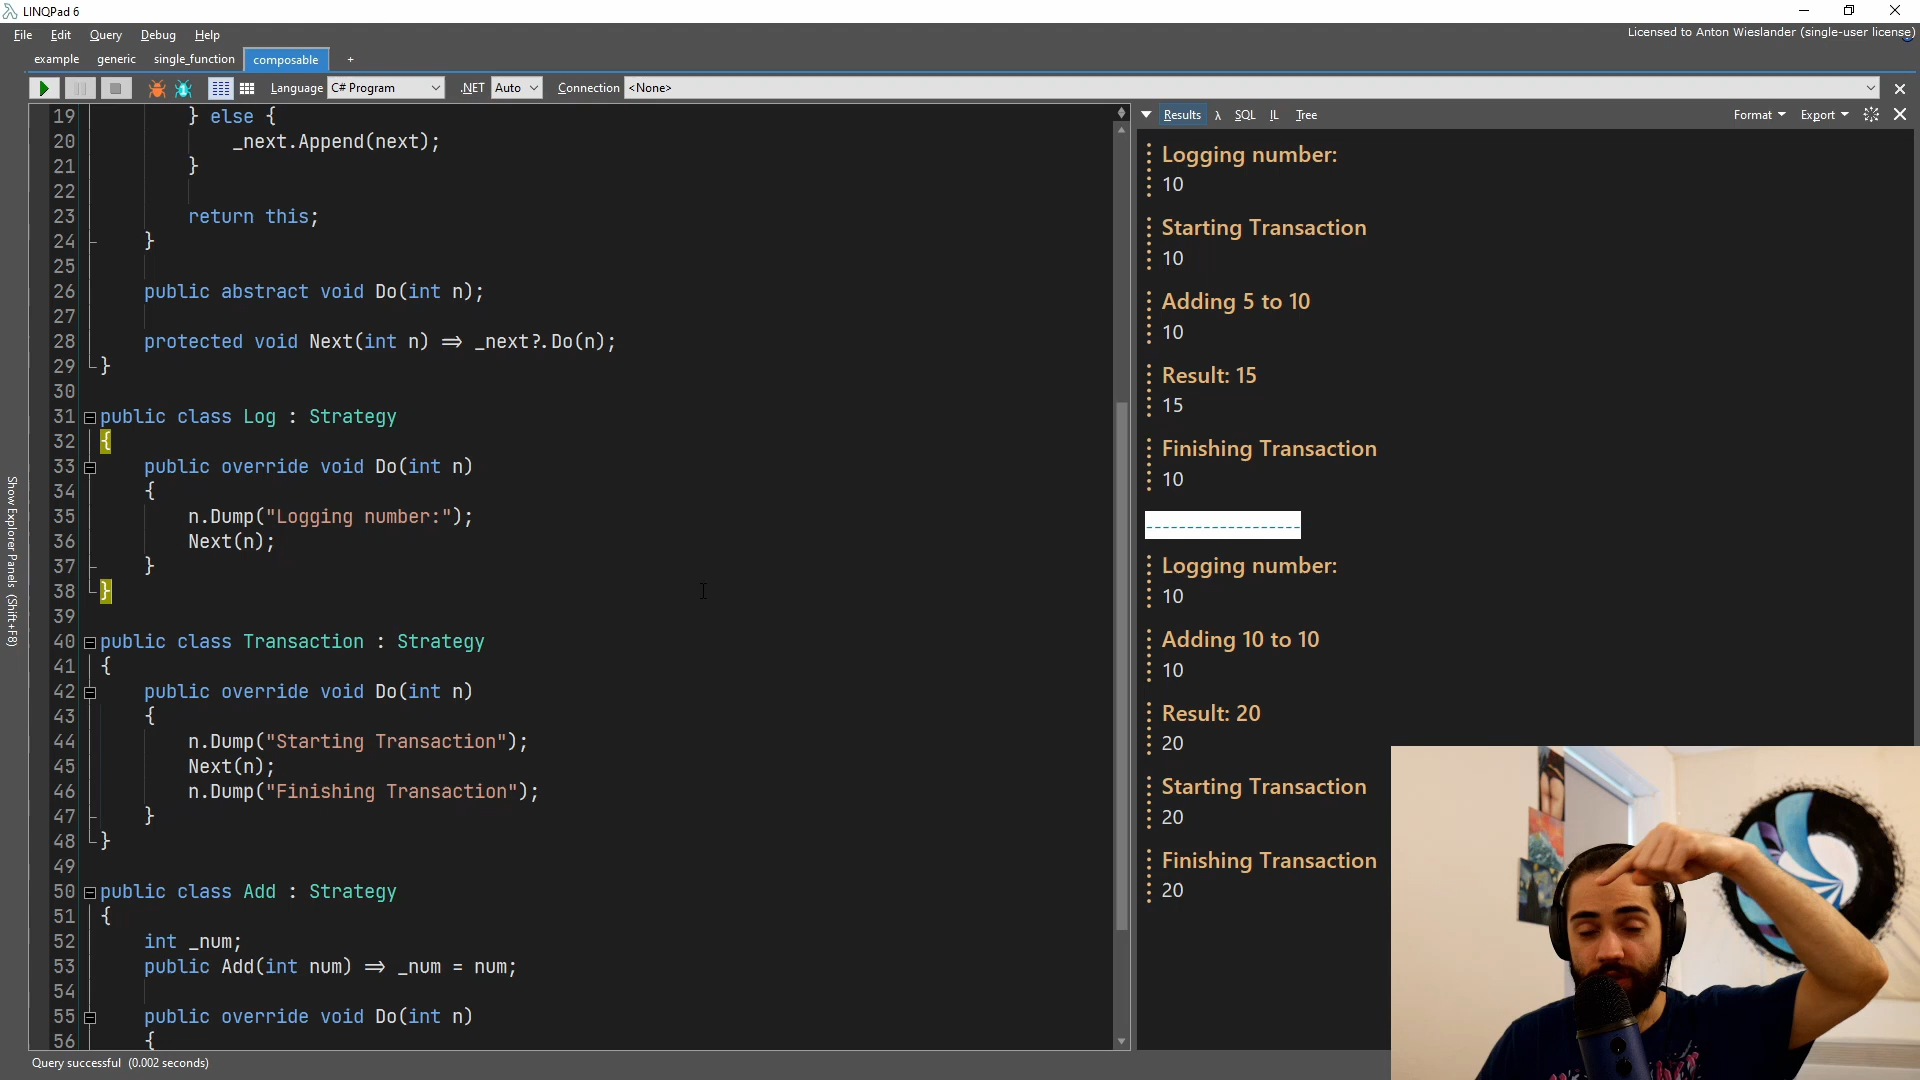 LINQPad 6
File Edit Query Debug Help
Licensed to Anton Wieslander (single-user license)
example generic single_function composable +
Language C# Program .NET Auto Connection <None>
Results λ SQL IL Tree Format Export
19 } else {
20 _next.Append(next);
21 }
22
23 return this;
24 }
25
26 public abstract void Do(int n);
27
28 protected void Next(int n) => _next?.Do(n);
29 }
30
31 public class Log : Strategy
32 {
33 public override void Do(int n)
34 {
35 n.Dump("Logging number:");
36 Next(n);
37 }
38 }
39
40 public class Transaction : Strategy
41 {
42 public override void Do(int n)
43 {
44 n.Dump("Starting Transaction");
45 Next(n);
46 n.Dump("Finishing Transaction");
47 }
48 }
49
50 public class Add : Strategy
51 {
52 int _num;
53 public Add(int num) => _num = num;
54
55 public override void Do(int n)
56 {
Logging number:
10
Starting Transaction
10
Adding 5 to 10
10
Result: 15
15
Finishing Transaction
10
--------------------
Logging number:
10
Adding 10 to 10
10
Result: 20
20
Starting Transaction
20
Finishing Transaction
20
Show Explorer Panels (Shift+F8)
Query successful (0.002 seconds)